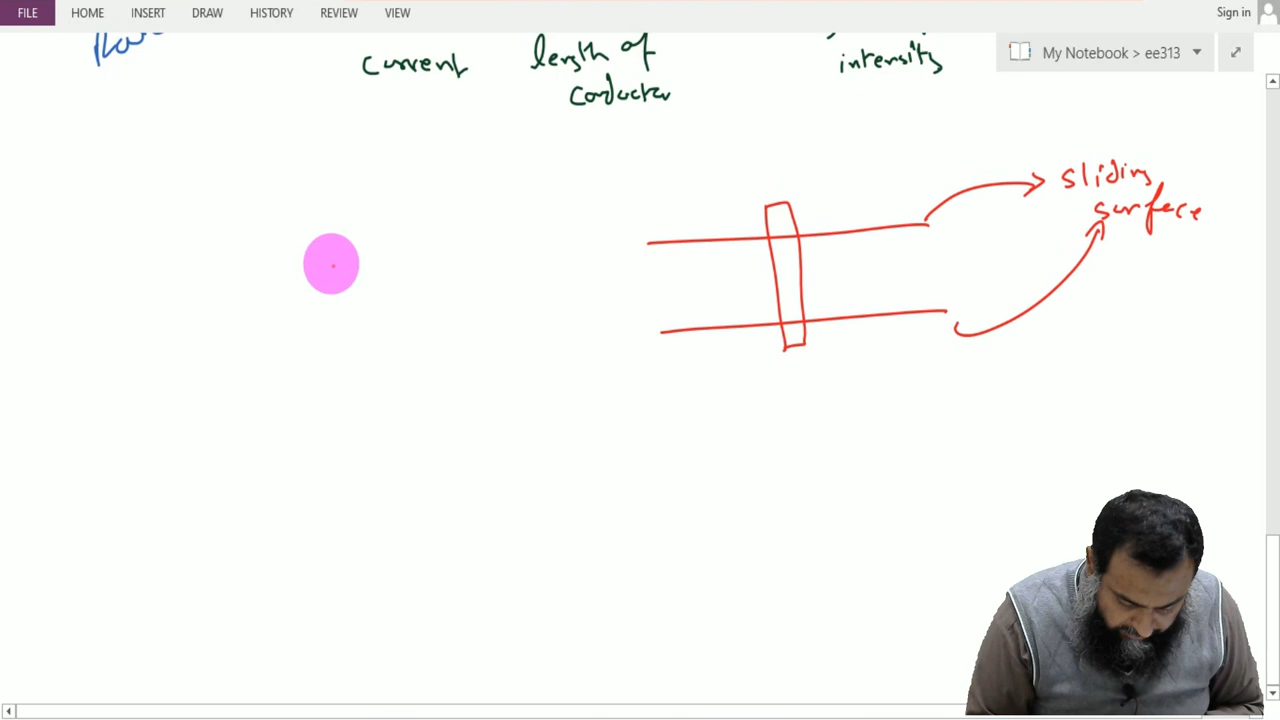 FILE HOME INSERT DRAW HISTORY REVIEW VIEW Sign in
My Notebook > ee313
current length of intensity
conductor
sliding
surface